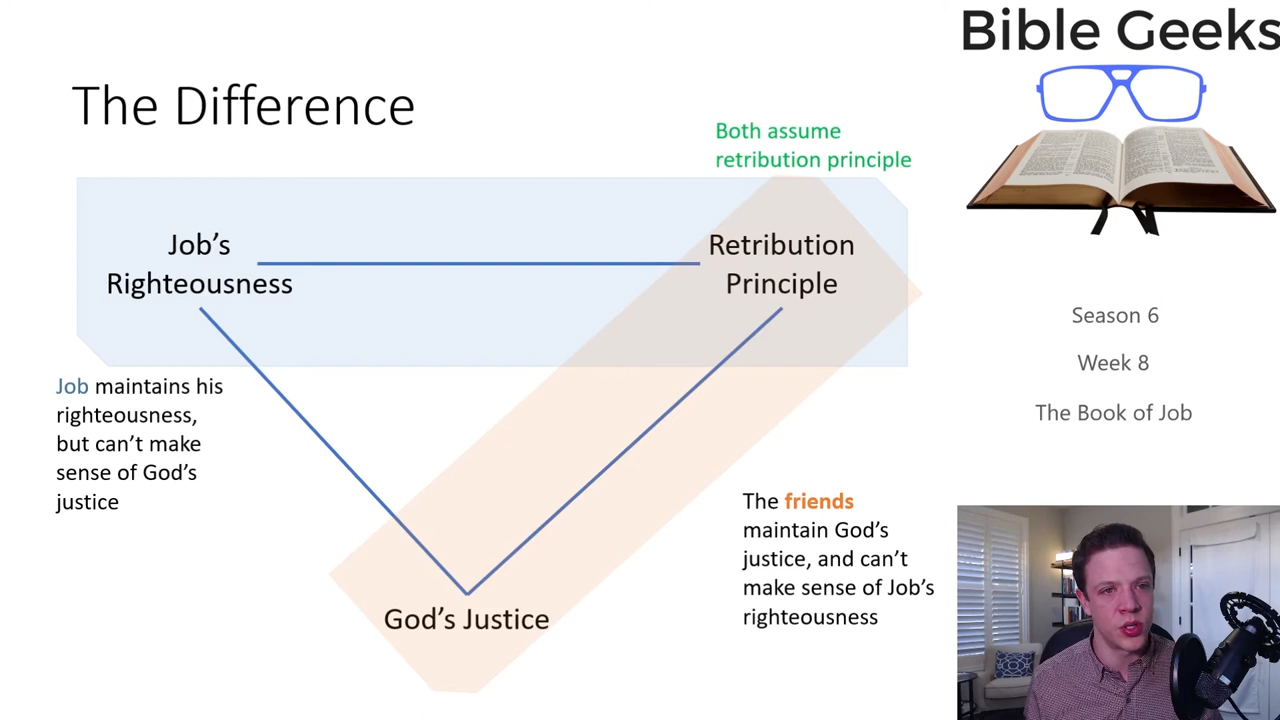 Bible Geeks
The Difference
Both assume
retribution principle
Job's
Righteousness
Retribution
Principle
Job maintains his
righteousness,
but can't make
sense of God's
justice
The friends
maintain God's
justice, and can't
make sense of Job's
righteousness
God's Justice
Season 6
Week 8
The Book of Job